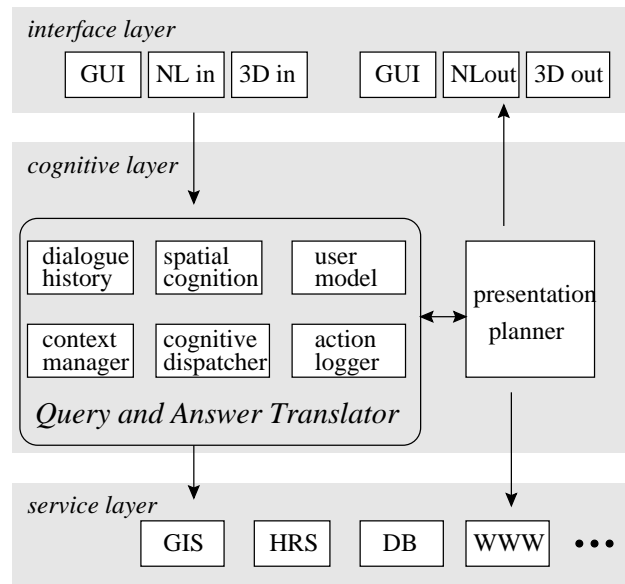 interface layer
GUI NL in 3D in GUI NLout 3D out
cognitive layer
dialogue history
spatial cognition
user model
presentation planner
context manager
cognitive dispatcher
action logger
Query and Answer Translator
service layer
GIS HRS DB WWW •••